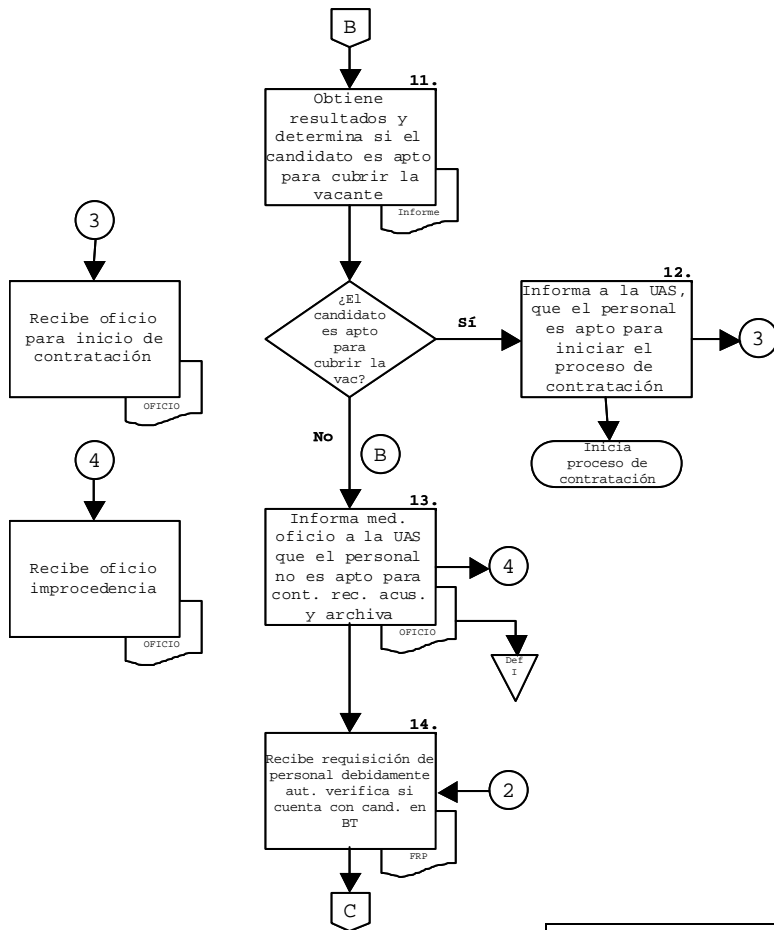 B
11.
Obtiene
resultados y
determina si el
candidato es apto
para cubrir la
vacante
Informe
3
Recibe oficio
para inicio de
contratación
OFICIO
¿El
candidato
es apto
para
cubrir la
vac?
Sí
12.
Informa a la UAS,
que el personal
es apto para
iniciar el
proceso de
contratación
3
Inicia
proceso de
contratación
No
B
4
Recibe oficio
improcedencia
OFICIO
13.
Informa med.
oficio a la UAS
que el personal
no es apto para
cont. rec. acus.
y archiva
OFICIO
4
Def
I
14.
Recibe requisición de
personal debidamente
aut. verifica si
cuenta con cand. en
BT
FRP
2
C